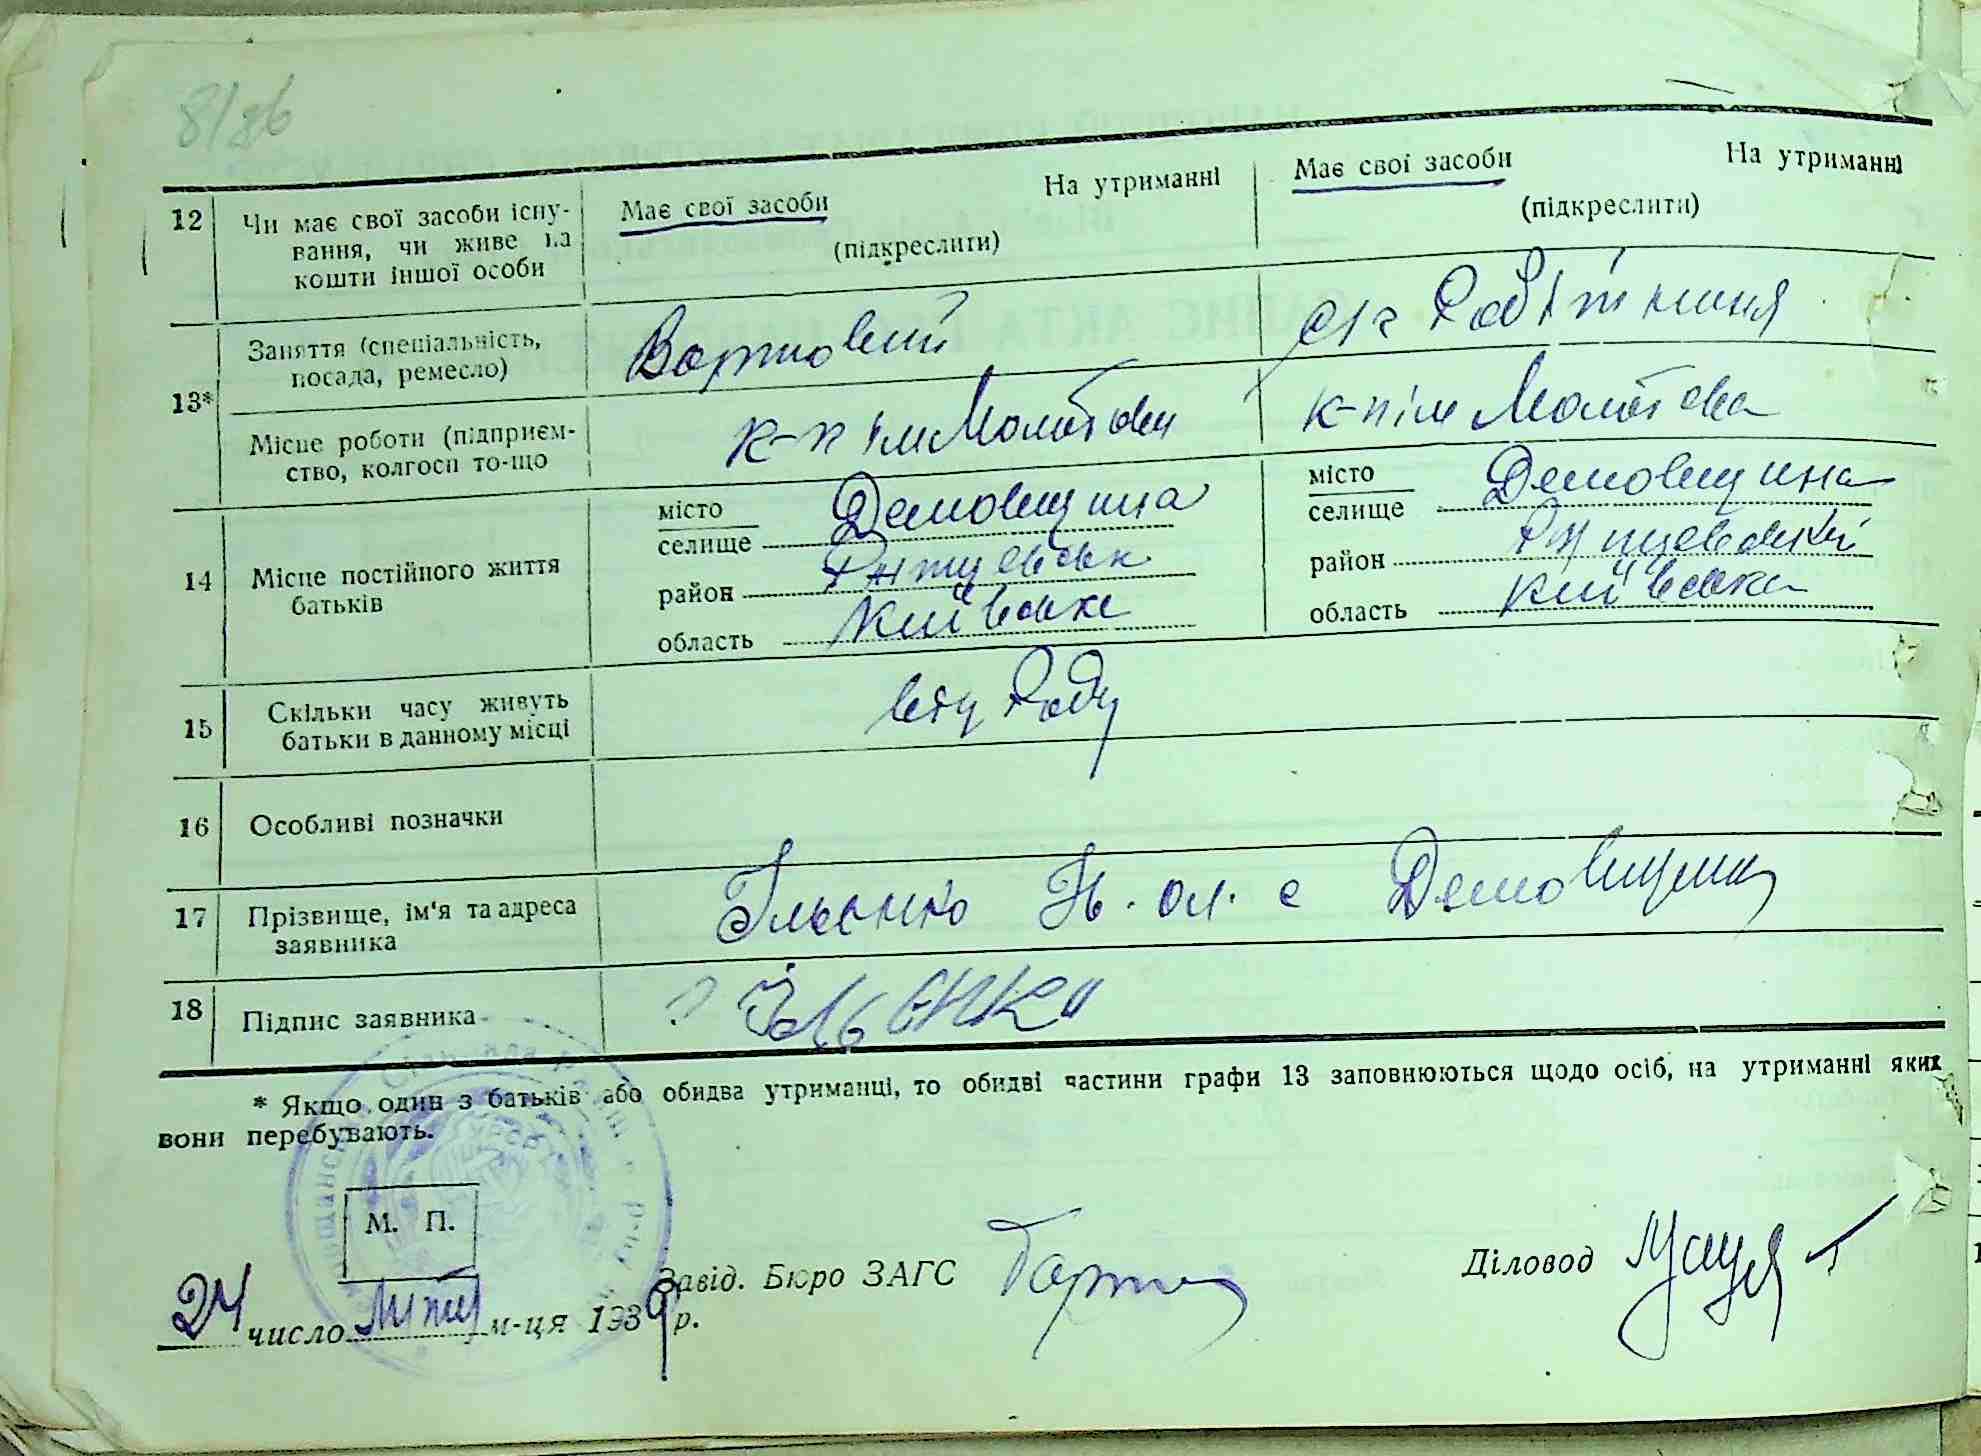 8/86
12 Чи має свої засоби існу- Має свої засоби На утриманні Має свої засоби На утриманні
вання, чи живе на (підкреслити) (підкреслити)
кошти іншої особи
13* Заняття (спеціальність, Вартовий робітниця
посада, ремесло)
Місце роботи (підприєм- к-п ім Молотова к-п ім Молотова
ство, колгосп то-що
14 Місце постійного життя місто місто
батьків селище Демовщина селище Демовщина
район район
область Київська область Київська
15 Скільки часу живуть
батьки в данному місці
16 Особливі позначки
17 Прізвище, ім'я та адреса Ільєнко с Демовщина
заявника
18 Підпис заявника Ільєнко
* Якщо один з батьків або обидва утриманці, то обидві частини графи 13 заповнюються щодо осіб, на утриманні яких
вони перебувають.
М. П.
Завід. Бюро ЗАГС Діловод
24 число м-ця 1939 р.